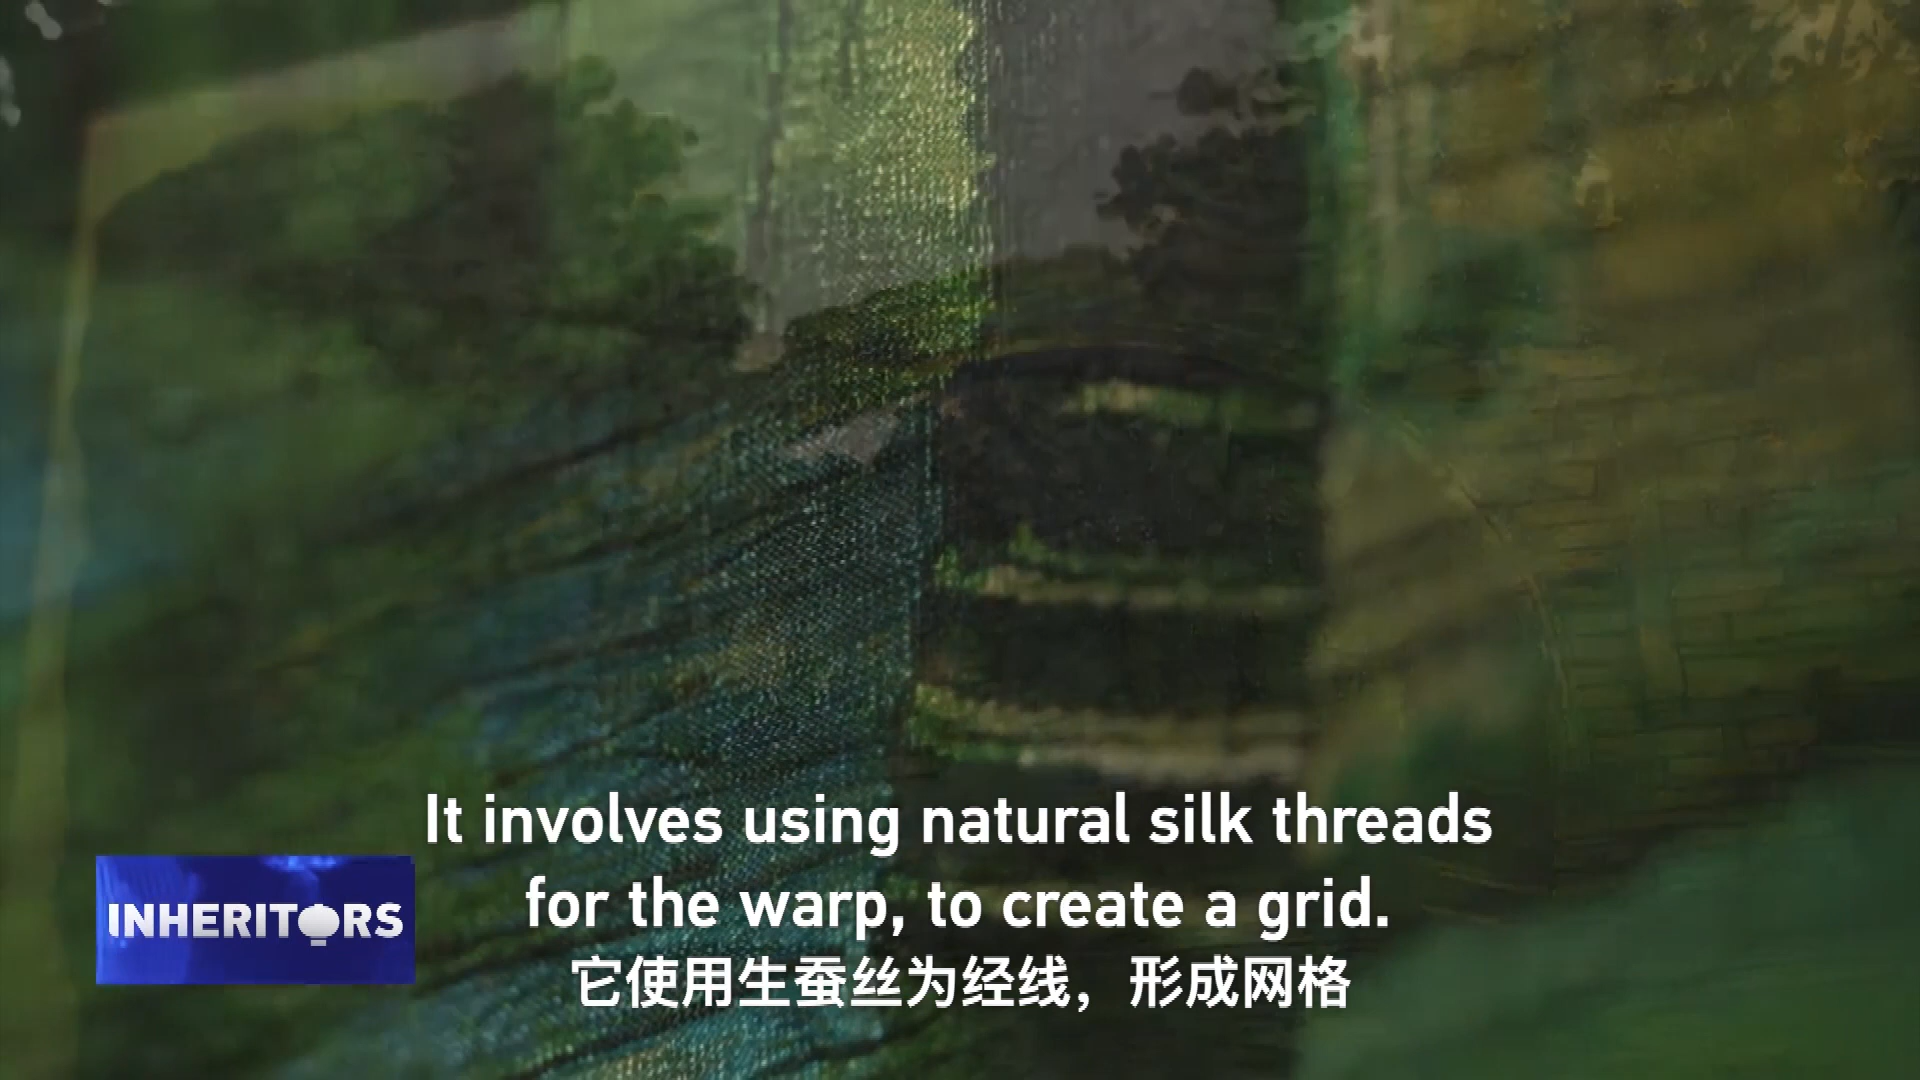 It involves using natural silk threads
for the warp, to create a grid.
INHERITORS
它使用生蚕丝为经线，形成网格